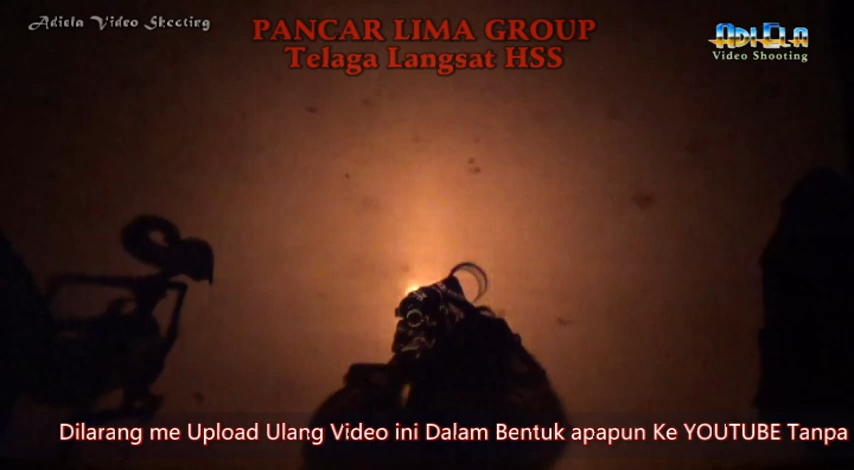 Adiela Video Shooting
PANCAR LIMA GROUP
Telaga Langsat HSS
ADIELA
Video Shooting
Dilarang me Upload Ulang Video ini Dalam Bentuk apapun Ke YOUTUBE Tanpa